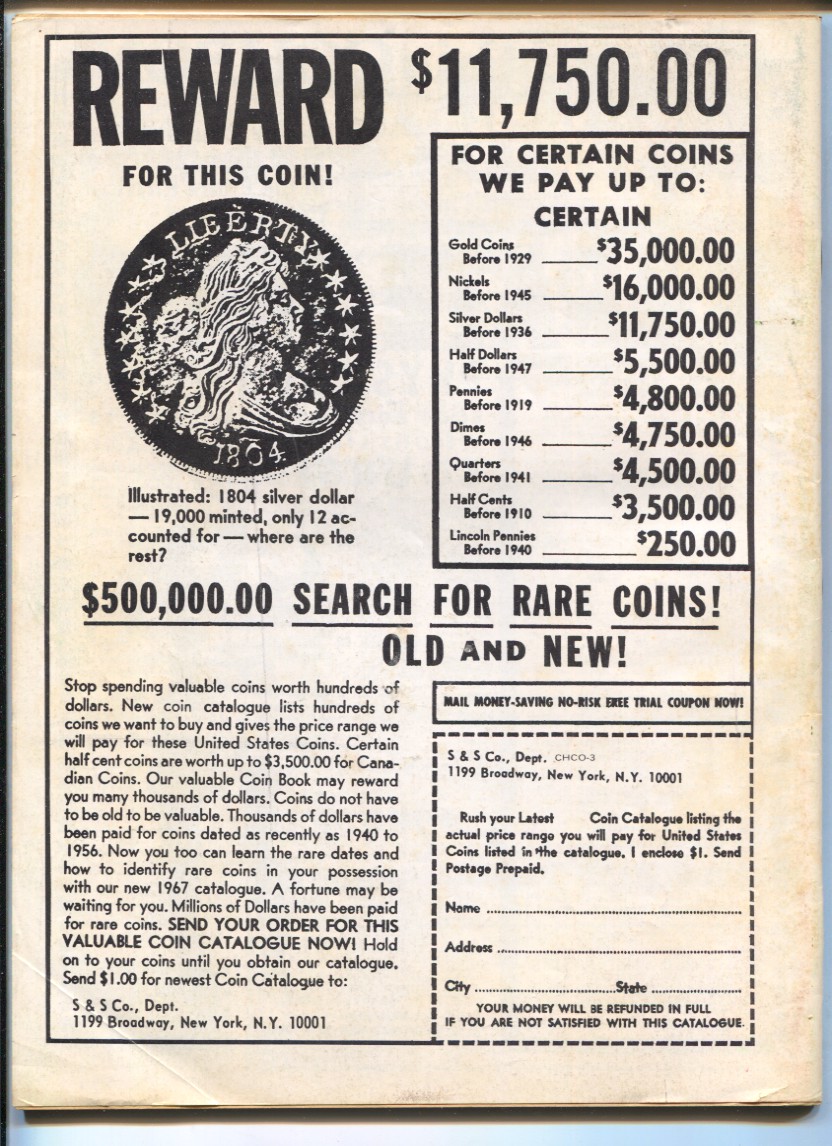 REWARD $11,750.00
FOR THIS COIN!
LIBERTY
1804
Illustrated: 1804 silver dollar
— 19,000 minted, only 12 ac-
counted for — where are the
rest?
FOR CERTAIN COINS
WE PAY UP TO:
CERTAIN
Gold Coins
Before 1929 $35,000.00
Nickels
Before 1945 $16,000.00
Silver Dollars
Before 1936 $11,750.00
Half Dollars
Before 1947 $5,500.00
Pennies
Before 1919 $4,800.00
Dimes
Before 1946 $4,750.00
Quarters
Before 1941 $4,500.00
Half Cents
Before 1910 $3,500.00
Lincoln Pennies
Before 1940 $250.00
$500,000.00 SEARCH FOR RARE COINS!
OLD AND NEW!
Stop spending valuable coins worth hundreds of
dollars. New coin catalogue lists hundreds of
coins we want to buy and gives the price range we
will pay for these United States Coins. Certain
half cent coins are worth up to $3,500.00 for Cana-
dian Coins. Our valuable Coin Book may reward
you many thousands of dollars. Coins do not have
to be old to be valuable. Thousands of dollars have
been paid for coins dated as recently as 1940 to
1956. Now you too can learn the rare dates and
how to identify rare coins in your possession
with our new 1967 catalogue. A fortune may be
waiting for you. Millions of Dollars have been paid
for rare coins. SEND YOUR ORDER FOR THIS
VALUABLE COIN CATALOGUE NOW! Hold
on to your coins until you obtain our catalogue.
Send $1.00 for newest Coin Catalogue to:
S & S Co., Dept.
1199 Broadway, New York, N.Y. 10001
MAIL MONEY-SAVING NO-RISK FREE TRIAL COUPON NOW!
S & S Co., Dept. CHCO-3
1199 Broadway, New York, N.Y. 10001
Rush your Latest Coin Catalogue listing the
actual price range you will pay for United States
Coins listed in the catalogue. I enclose $1. Send
Postage Prepaid.
Name
Address
City State
YOUR MONEY WILL BE REFUNDED IN FULL
IF YOU ARE NOT SATISFIED WITH THIS CATALOGUE.